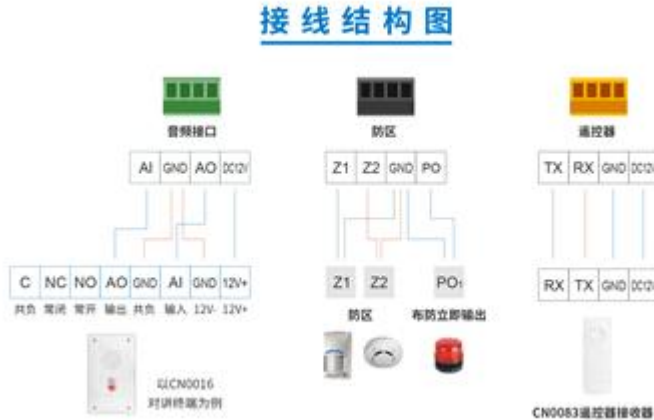 接线结构图
音频接口
防区
遥控器
AI GND AO DC12V
Z1 Z2 GND PO
TX RX GND DC12V
C NC NO AO GND AI GND 12V+
共负 常闭 常开 输出 共负 输入 12V- 12V+
Z1 Z2 PO
RX TX GND DC12V
防区
布防立即输出
以CN0016
对讲终端为例
CN0083遥控器接收器